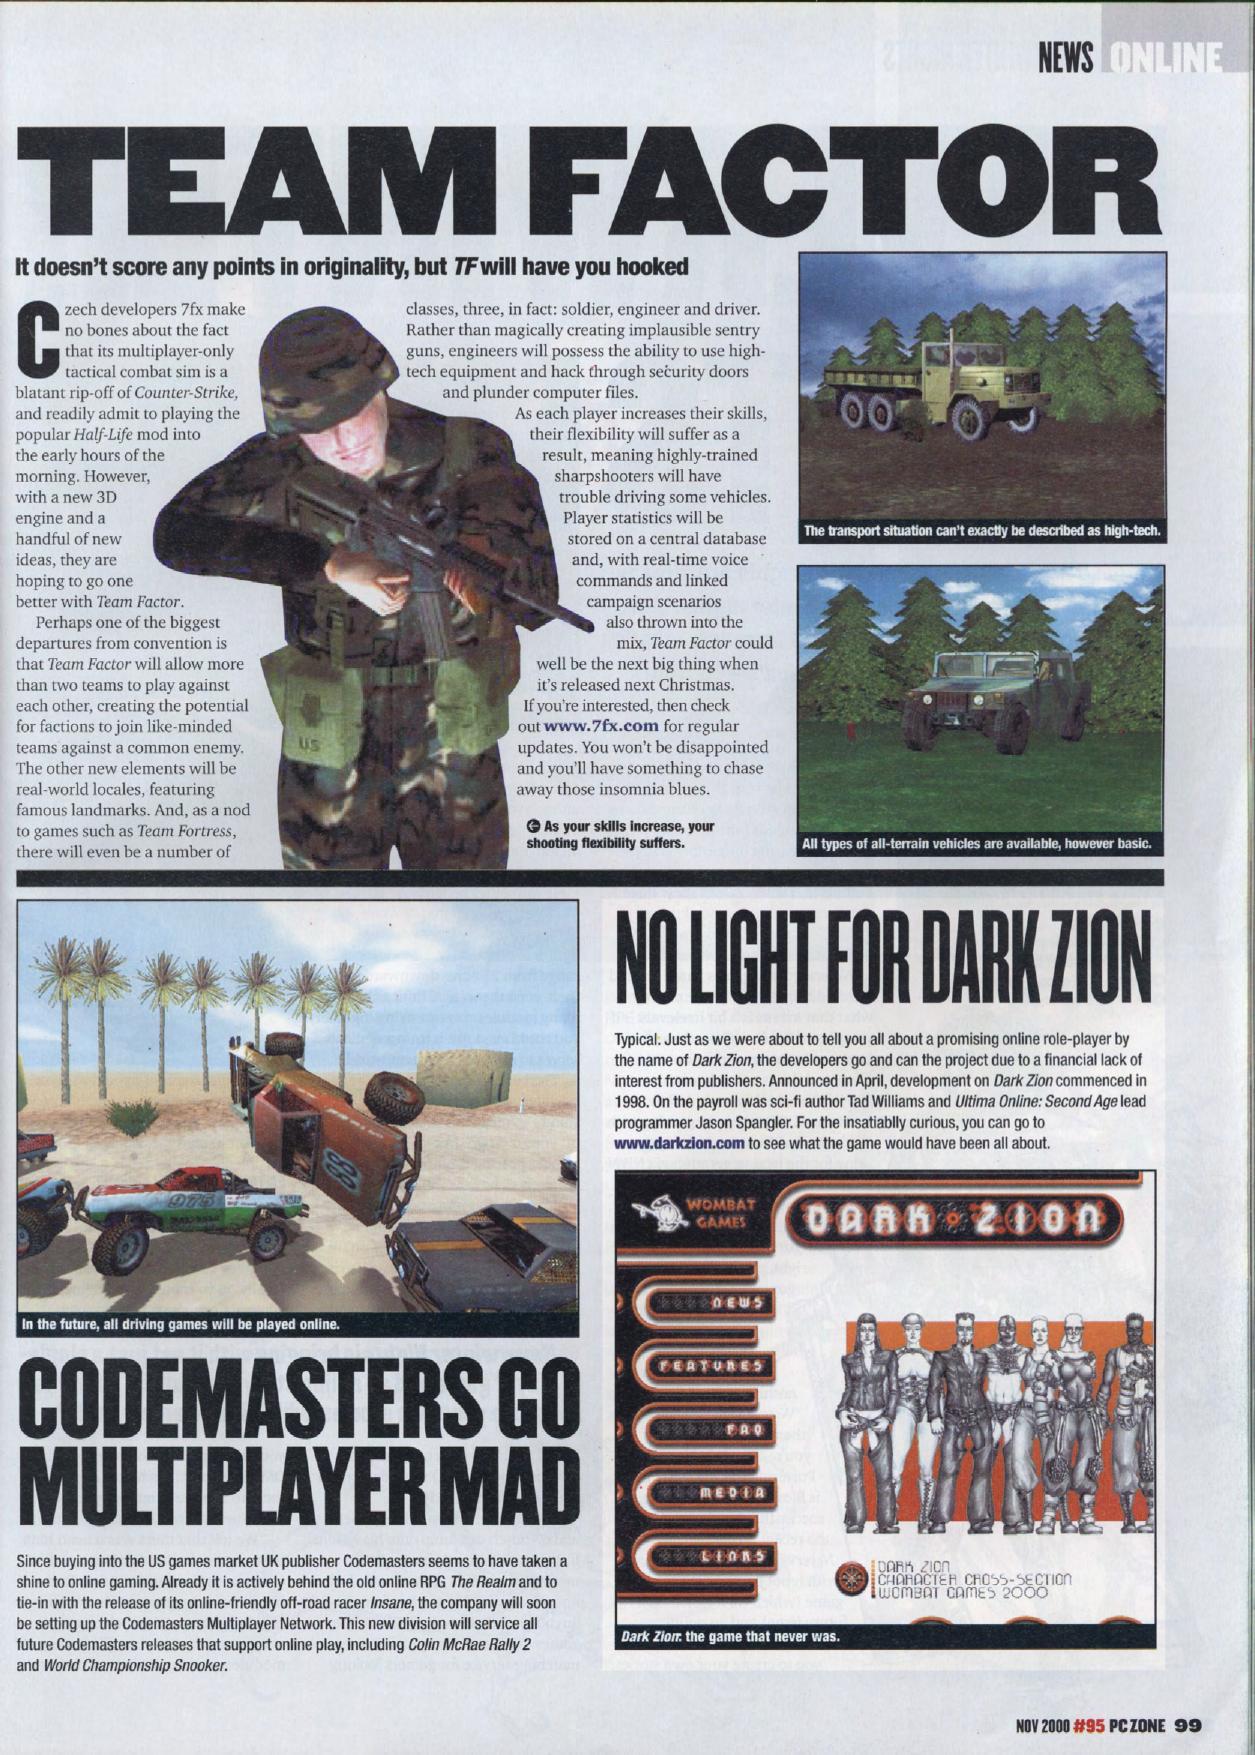 NEWS ONLINE
TEAM FACTOR
It doesn't score any points in originality, but TF will have you hooked
Czech developers 7fx make
no bones about the fact
that its multiplayer-only
tactical combat sim is a
blatant rip-off of Counter-Strike,
and readily admit to playing the
popular Half-Life mod into
the early hours of the
morning. However,
with a new 3D
engine and a
handful of new
ideas, they are
hoping to go one
better with Team Factor.
Perhaps one of the biggest
departures from convention is
that Team Factor will allow more
than two teams to play against
each other, creating the potential
for factions to join like-minded
teams against a common enemy.
The other new elements will be
real-world locales, featuring
famous landmarks. And, as a nod
to games such as Team Fortress,
there will even be a number of
classes, three, in fact: soldier, engineer and driver.
Rather than magically creating implausible sentry
guns, engineers will possess the ability to use high-
tech equipment and hack through security doors
and plunder computer files.
As each player increases their skills,
their flexibility will suffer as a
result, meaning highly-trained
sharpshooters will have
trouble driving some vehicles.
Player statistics will be
stored on a central database
and, with real-time voice
commands and linked
campaign scenarios
also thrown into the
mix, Team Factor could
well be the next big thing when
it's released next Christmas.
If you're interested, then check
out www.7fx.com for regular
updates. You won't be disappointed
and you'll have something to chase
away those insomnia blues.
As your skills increase, your
shooting flexibility suffers.
US
The transport situation can't exactly be described as high-tech.
All types of all-terrain vehicles are available, however basic.
88
975
In the future, all driving games will be played online.
CODEMASTERS GO
MULTIPLAYER MAD
Since buying into the US games market UK publisher Codemasters seems to have taken a
shine to online gaming. Already it is actively behind the old online RPG The Realm and to
tie-in with the release of its online-friendly off-road racer Insane, the company will soon
be setting up the Codemasters Multiplayer Network. This new division will service all
future Codemasters releases that support online play, including Colin McRae Rally 2
and World Championship Snooker.
NO LIGHT FOR DARK ZION
Typical. Just as we were about to tell you all about a promising online role-player by
the name of Dark Zion, the developers go and can the project due to a financial lack of
interest from publishers. Announced in April, development on Dark Zion commenced in
1998. On the payroll was sci-fi author Tad Williams and Ultima Online: Second Age lead
programmer Jason Spangler. For the insatiablly curious, you can go to
www.darkzion.com to see what the game would have been all about.
WOMBAT
GAMES
DARK ZION
NEWS
FEATURES
FAQ
MEDIA
LINKS
DARK ZION
CHARACTER CROSS-SECTION
WOMBAT GAMES 2000
Dark Zion: the game that never was.
NOV 2000 #95 PC ZONE 99